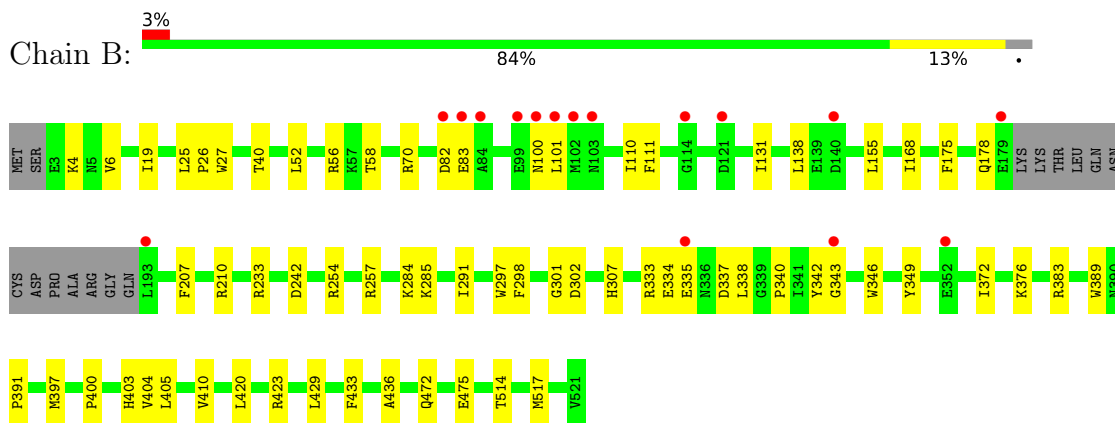 3%
Chain B:
84% 13% •
MET SER E3 K4 N5 V6 I19 L25 P26 W27 T40 L52 R56 K57 T58 R70 D82 E83 A84 E99 N100 L101 M102 N103 I110 F111 G114 D121 I131 L138 E139 D140 L155 I168 F175 Q178 E179 LYS LYS THR LEU GLN ASN
CYS ASP PRO ALA ARG GLY GLN L193 F207 R210 R233 D242 R254 R257 K284 K285 I291 W297 F298 G301 D302 H307 R333 E334 E335 N336 D337 L338 G339 P340 I341 Y342 G343 W346 Y349 E352 I372 K376 R383 W389 N390
P391 M397 P400 H403 V404 L405 V410 L420 R423 L429 F433 A436 Q472 E475 T514 M517 V521